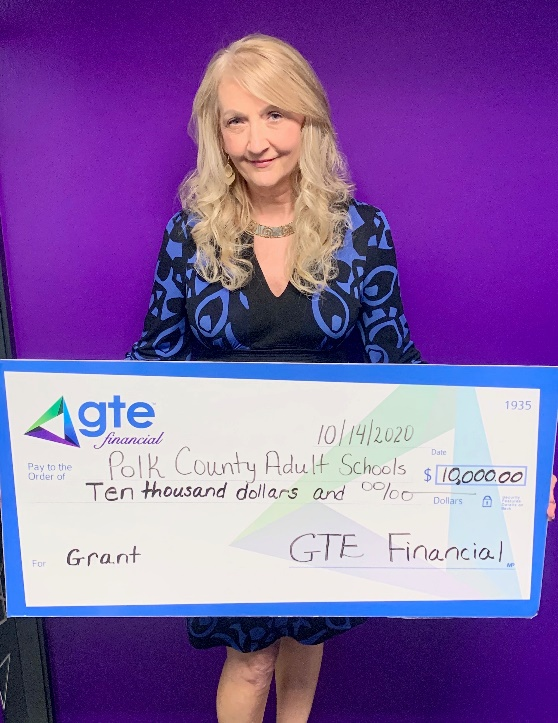 1935
gte
financial
10/14/2020
Date
Pay to the
Order of
Polk County Adult Schools
$ 10,000.00
Ten thousand dollars and 00/00
Dollars
For
Grant
GTE Financial
MP